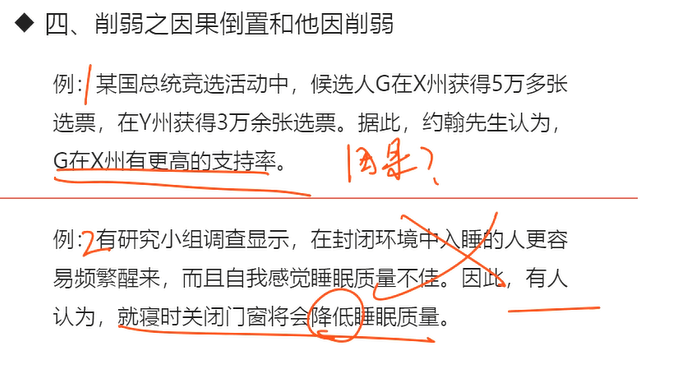 ◆ 四、削弱之因果倒置和他因削弱
例：1某国总统竞选活动中，候选人G在X州获得5万多张
选票，在Y州获得3万余张选票。据此，约翰先生认为，
G在X州有更高的支持率。 因果？
例：2有研究小组调查显示，在封闭环境中入睡的人更容
易频繁醒来，而且自我感觉睡眠质量不佳。因此，有人
认为，就寝时关闭门窗将会降低睡眠质量。